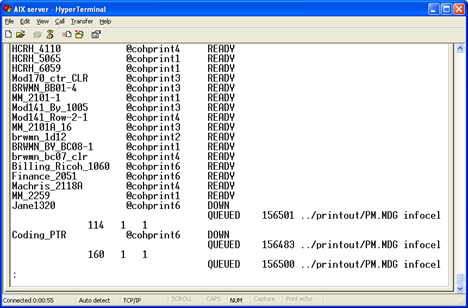 AIX server - HyperTerminal
File Edit View Call Transfer Help
HCRH_4110 @cohprint4 READY
HCRH_5065 @cohprint1 READY
HCRH_6059 @cohprint1 READY
Mod170_ctr_CLR @cohprint3 READY
BRWMN_BB01-4 @cohprint3 READY
MM_2101-1 @cohprint1 READY
Mod141_By_1005 @cohprint3 READY
Mod141_Row-2-1 @cohprint4 READY
MM_2101A_16 @cohprint3 READY
brwmn_1d12 @cohprint2 READY
BRWMN_BY_BC08-1 @cohprint1 READY
brwmn_bc07_clr @cohprint4 READY
Billing_Ricoh_1060 @cohprint6 READY
Finance_2051 @cohprint6 READY
Machris_2118A @cohprint4 READY
MM_2259 @cohprint1 READY
Jane1320 @cohprint6 DOWN
QUEUED 156501 ../printout/PM.MDG infocel
114 1 1
Coding_PTR @cohprint6 DOWN
QUEUED 156483 ../printout/PM.MDG infocel
160 1 1
QUEUED 156500 ../printout/PM.MDG infocel
:
Connected 0:00:55 Auto detect TCP/IP SCROLL CAPS NUM Capture Print echo